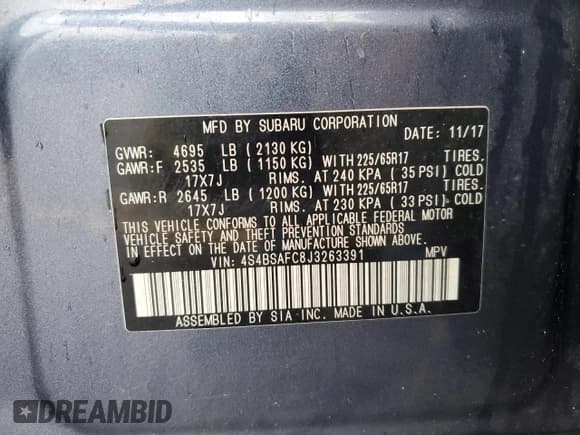 MFD BY SUBARU CORPORATION
DATE: 11/17
GVWR: 4695 LB (2130 KG)
GAWR:F 2535 LB (1150 KG) WITH 225/65R17 TIRES.
17X7J RIMS. AT 240 KPA (35 PSI) COLD
GAWR:R 2645 LB (1200 KG) WITH 225/65R17 TIRES.
17X7J RIMS. AT 230 KPA (33 PSI) COLD
THIS VEHICLE CONFORMS TO ALL APPLICABLE FEDERAL MOTOR
VEHICLE SAFETY AND THEFT PREVENTION STANDARDS
IN EFFECT ON THE DATE OF MANUFACTURE SHOWN ABOVE.
VIN: 4S4BSAFC8J3263391 MPV
ASSEMBLED BY SIA INC. MADE IN U.S.A.
DREAMBID